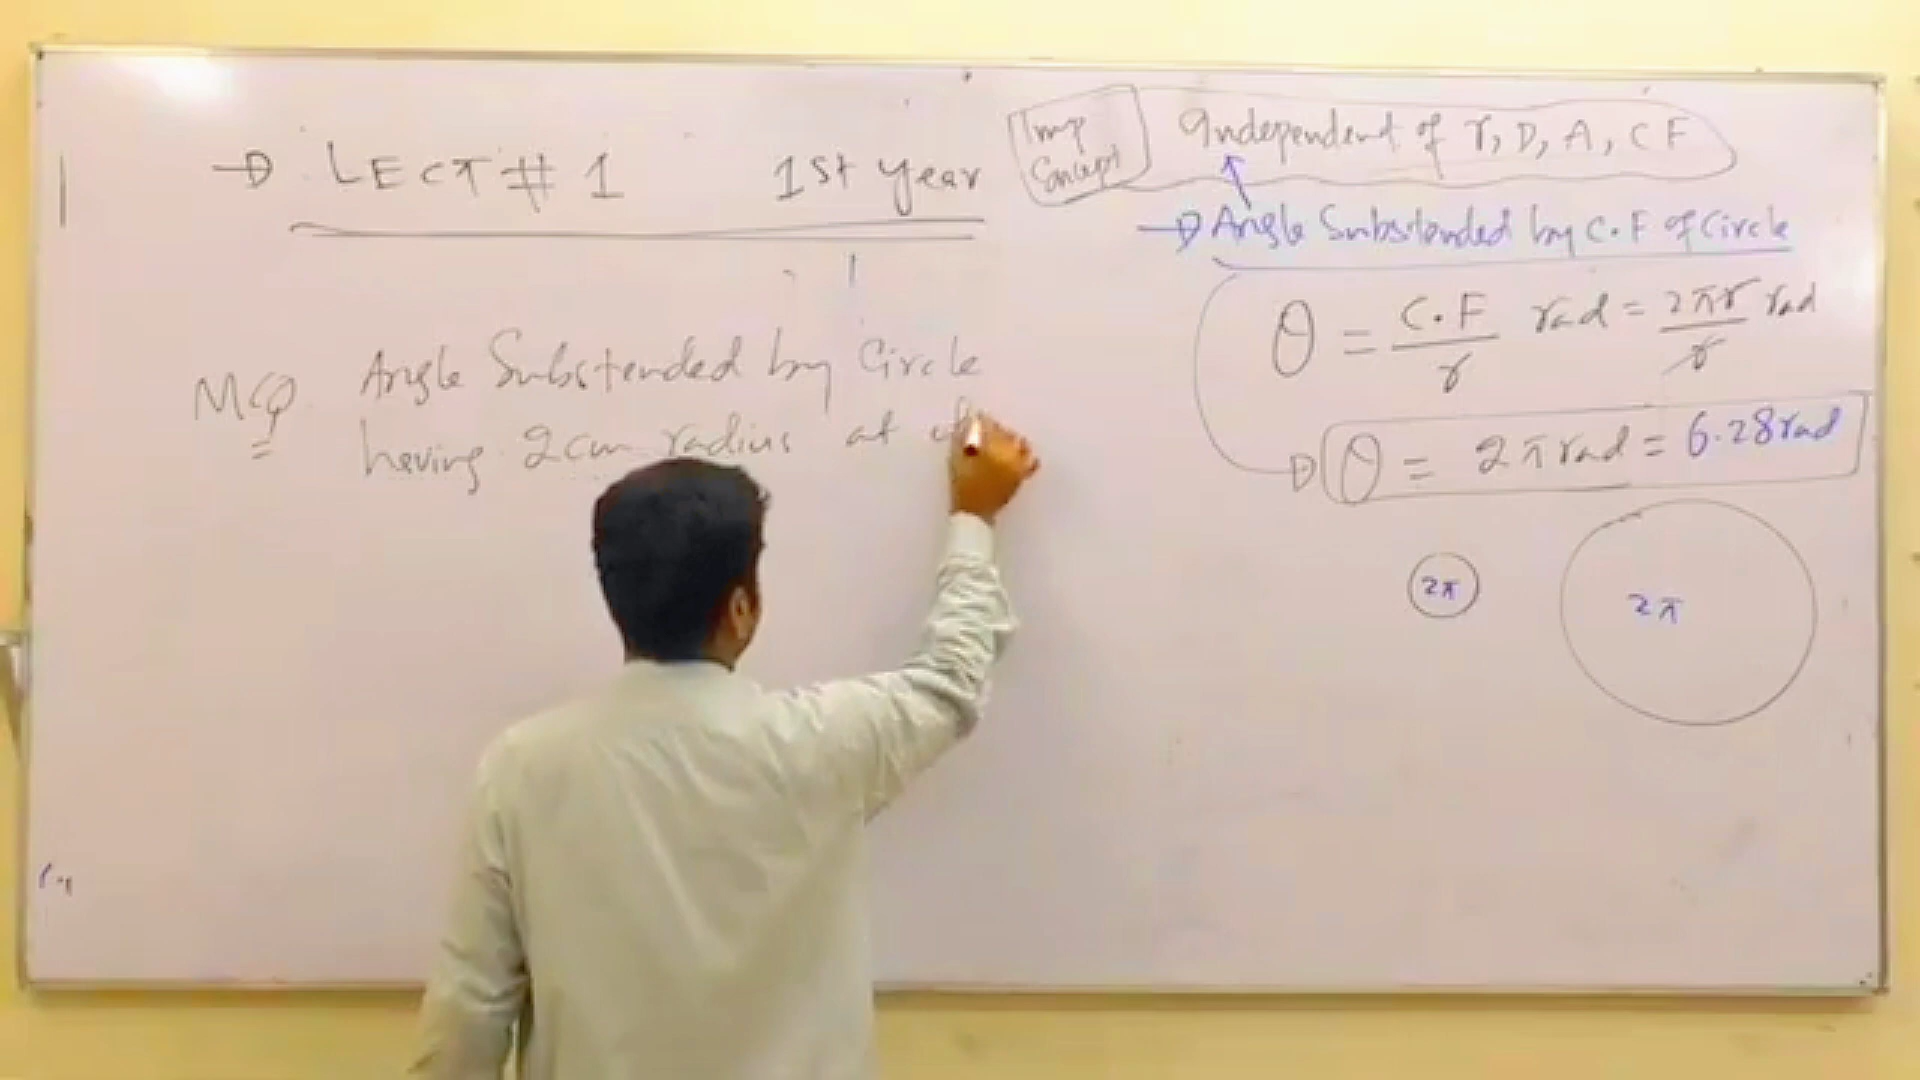 LECT # 1 1st year
MCQ Angle Substended by Circle
having 2cm radius at
Imp
Concept
Independent of r, D, A, CF
Angle Substended by C.F of Circle
θ = C.F/r rad = 2πr/r rad
θ = 2π rad = 6.28 rad
2π
2π